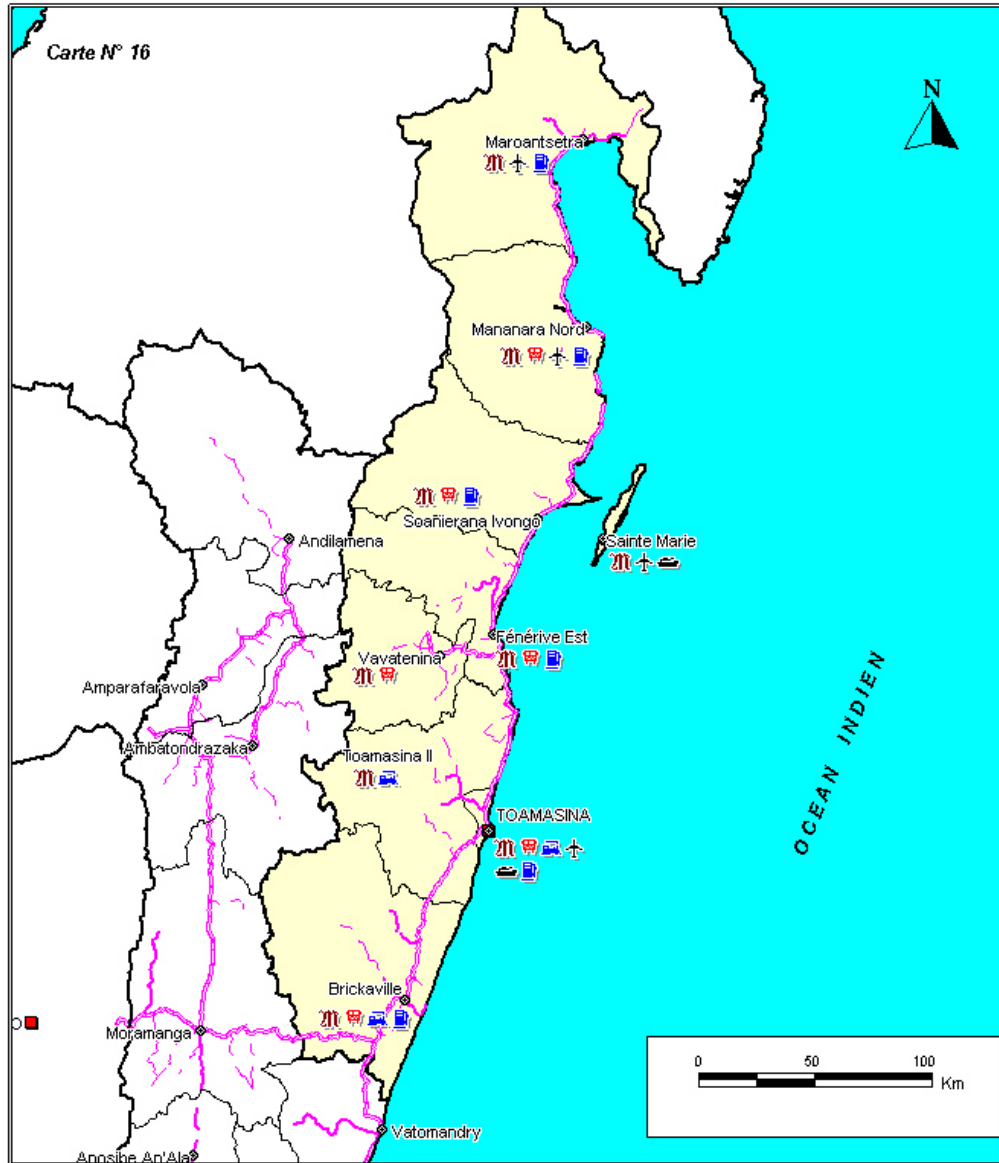 Carte N° 16
N
Maroantsetra
Mananara Nord
Soañierana Ivongo
Andilamena
Sainte Marie
Fénérive Est
Vavatenina
Amparafaravola
Ambatondrazaka
Tioamasina II
TOAMASINA
OCEAN INDIEN
Brickaville
Moramanga
0 50 100
Km
Vatomandry
Anosibe An'Ala